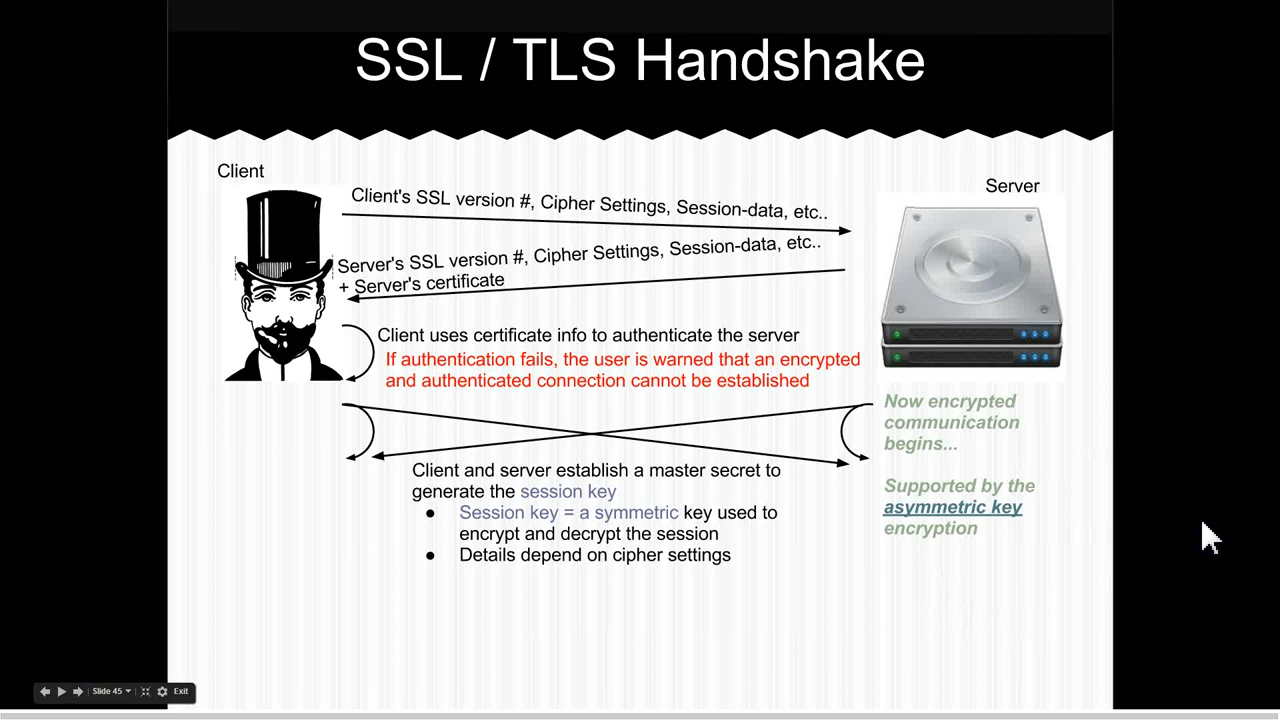 SSL / TLS Handshake
Client
Server
Client's SSL version #, Cipher Settings, Session-data, etc..
Server's SSL version #, Cipher Settings, Session-data, etc..
+ Server's certificate
Client uses certificate info to authenticate the server
If authentication fails, the user is warned that an encrypted
and authenticated connection cannot be established
Now encrypted
communication
begins...
Supported by the
asymmetric key
encryption
Client and server establish a master secret to
generate the session key
● Session key = a symmetric key used to
encrypt and decrypt the session
● Details depend on cipher settings
Slide 45
Exit